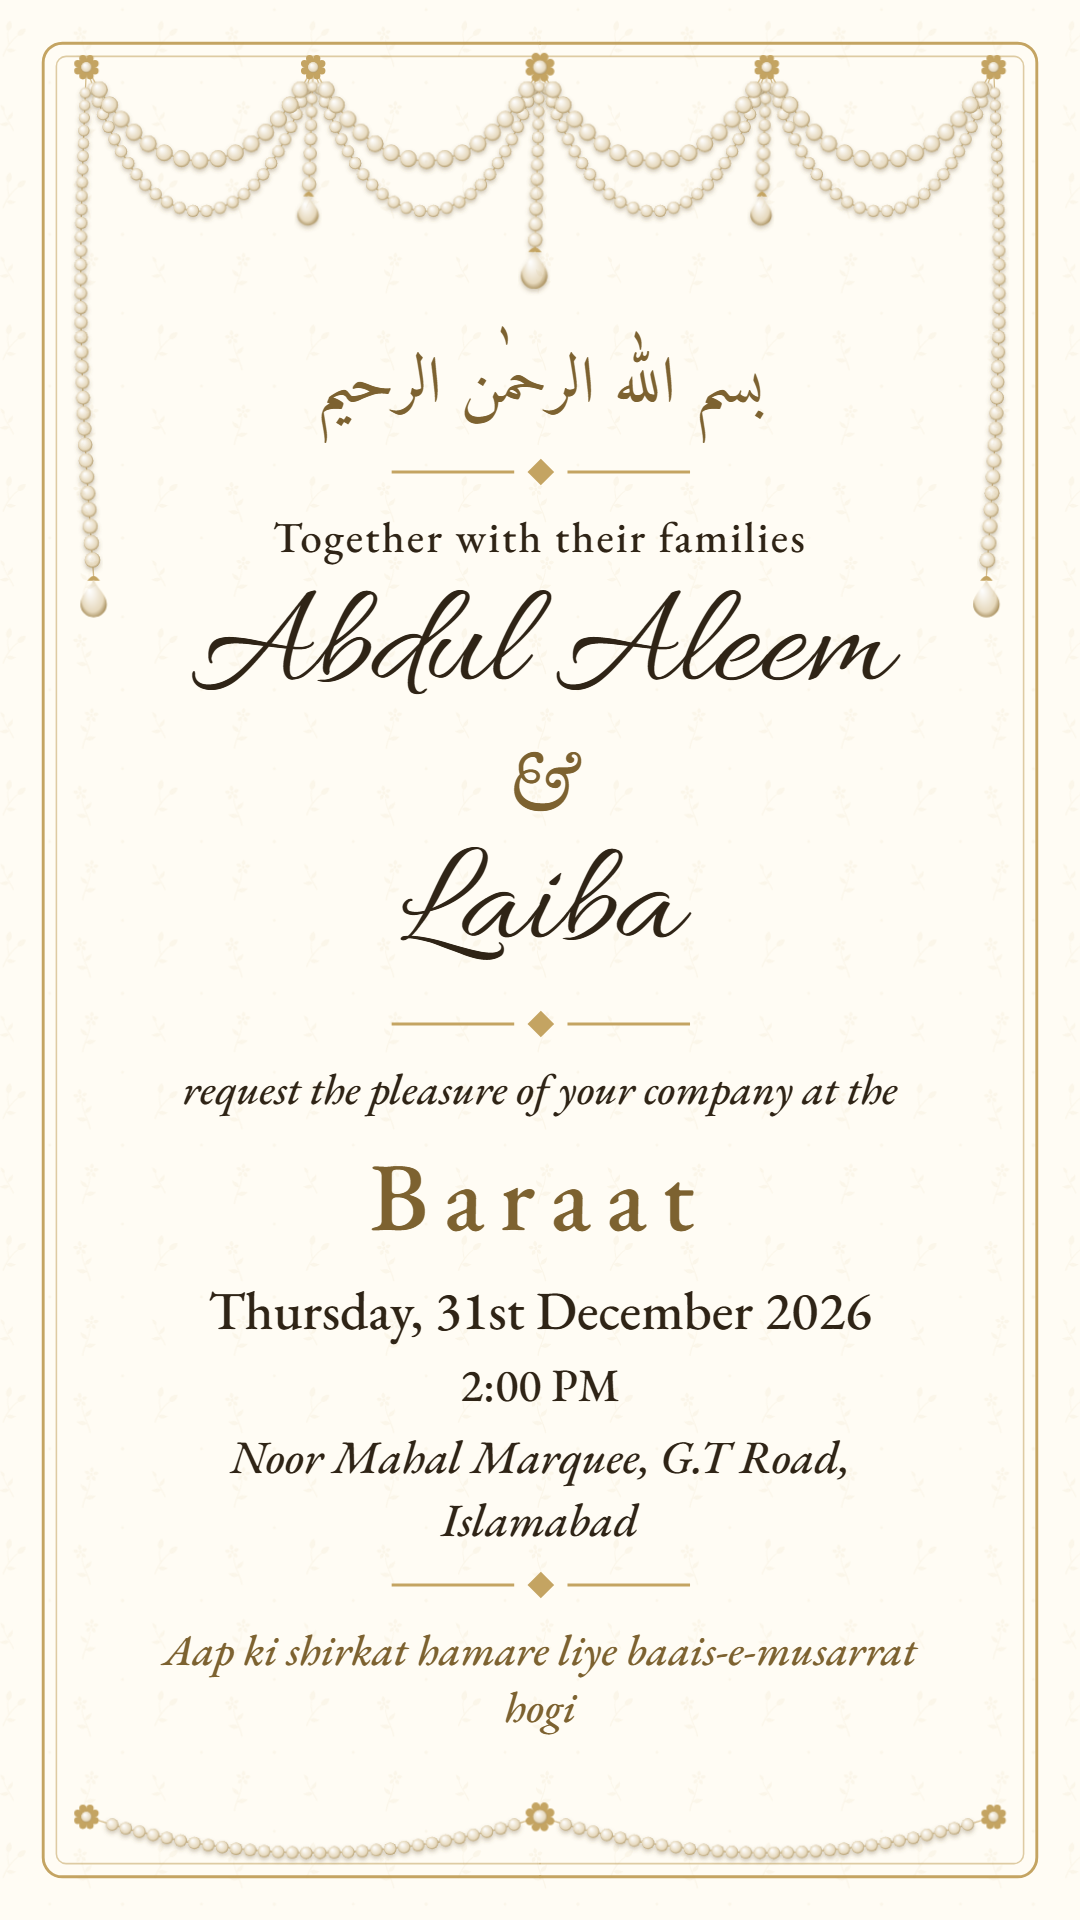 بسم الله الرحمٰن الرحيم
Together with their families
Abdul Aleem
&
Laiba
request the pleasure of your company at the
Baraat
Thursday, 31st December 2026
2:00 PM
Noor Mahal Marquee, G.T Road,
Islamabad
Aap ki shirkat hamare liye baais-e-musarrat
hogi